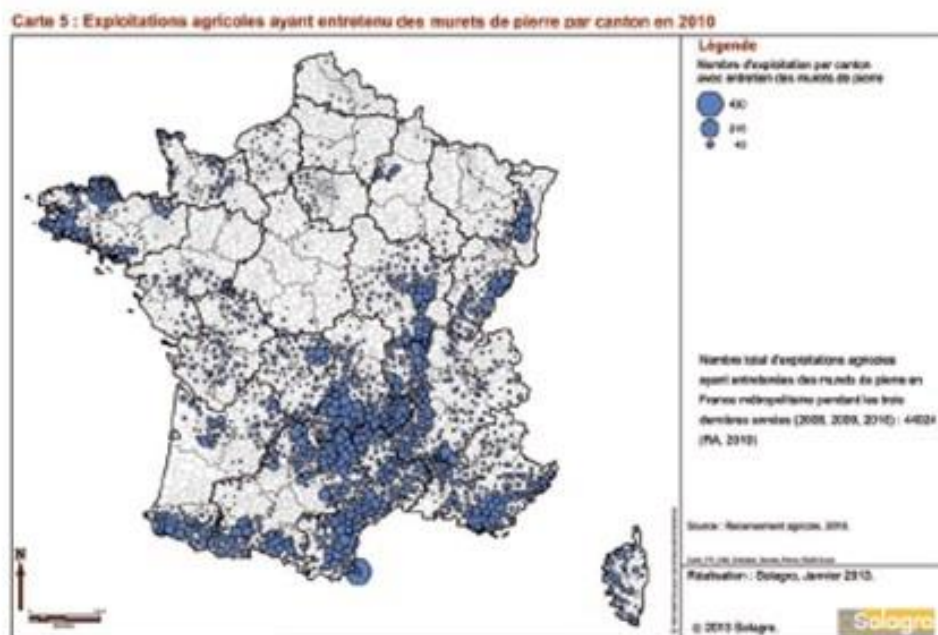 Carte 5 : Exploitations agricoles ayant entretenu des murets de pierre par canton en 2010
Légende
Nombre d'exploitation par canton
avec entretien des murets de pierre
40
N
Nombre total d'exploitations agricoles
ayant entretenues des murets de pierre en
France métropolitaine pendant les trois
dernières années (2008, 2009, 2010) :
(RA, 2010)
Source : Recensement agricole, 2010.
Réalisation : Solagro, Janvier 2013.
© 2013 Solagro.
Solagro